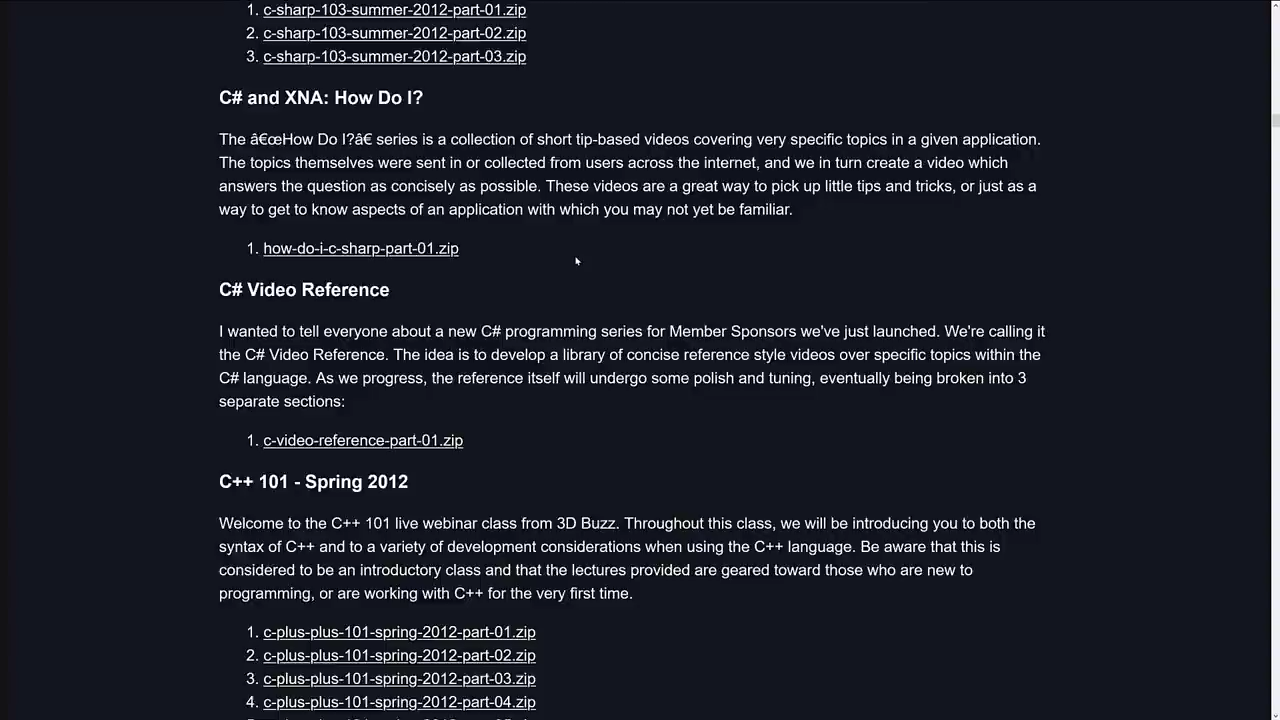 1. c-sharp-103-summer-2012-part-01.zip
2. c-sharp-103-summer-2012-part-02.zip
3. c-sharp-103-summer-2012-part-03.zip
C# and XNA: How Do I?
The â€œHow Do I?â€ series is a collection of short tip-based videos covering very specific topics in a given application.
The topics themselves were sent in or collected from users across the internet, and we in turn create a video which
answers the question as concisely as possible. These videos are a great way to pick up little tips and tricks, or just as a
way to get to know aspects of an application with which you may not yet be familiar.
1. how-do-i-c-sharp-part-01.zip
C# Video Reference
I wanted to tell everyone about a new C# programming series for Member Sponsors we've just launched. We're calling it
the C# Video Reference. The idea is to develop a library of concise reference style videos over specific topics within the
C# language. As we progress, the reference itself will undergo some polish and tuning, eventually being broken into 3
separate sections:
1. c-video-reference-part-01.zip
C++ 101 - Spring 2012
Welcome to the C++ 101 live webinar class from 3D Buzz. Throughout this class, we will be introducing you to both the
syntax of C++ and to a variety of development considerations when using the C++ language. Be aware that this is
considered to be an introductory class and that the lectures provided are geared toward those who are new to
programming, or are working with C++ for the very first time.
1. c-plus-plus-101-spring-2012-part-01.zip
2. c-plus-plus-101-spring-2012-part-02.zip
3. c-plus-plus-101-spring-2012-part-03.zip
4. c-plus-plus-101-spring-2012-part-04.zip